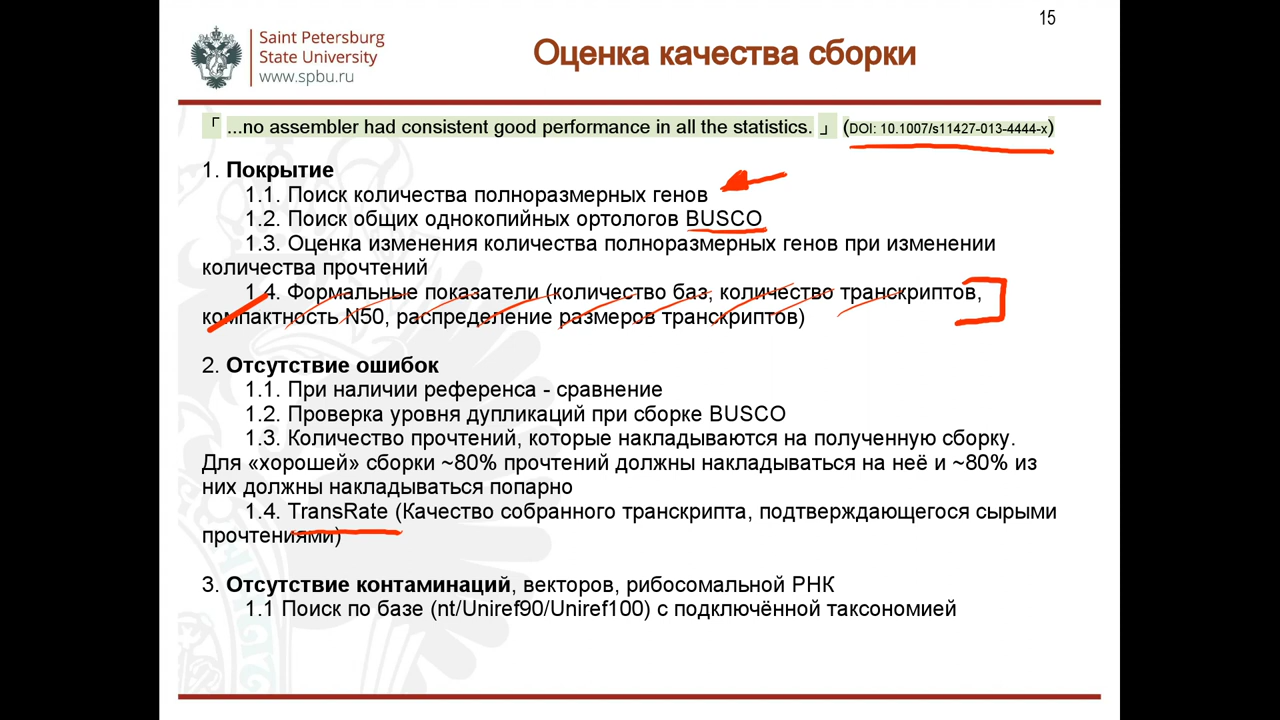 15
Saint Petersburg
State University
www.spbu.ru
Оценка качества сборки
「 ...no assembler had consistent good performance in all the statistics. 」 (DOI: 10.1007/s11427-013-4444-x)
1. Покрытие
1.1. Поиск количества полноразмерных генов
1.2. Поиск общих однокопийных ортологов BUSCO
1.3. Оценка изменения количества полноразмерных генов при изменении
количества прочтений
1.4. Формальные показатели (количество баз, количество транскриптов,
компактность N50, распределение размеров транскриптов)
2. Отсутствие ошибок
1.1. При наличии референса - сравнение
1.2. Проверка уровня дупликаций при сборке BUSCO
1.3. Количество прочтений, которые накладываются на полученную сборку.
Для «хорошей» сборки ~80% прочтений должны накладываться на неё и ~80% из
них должны накладываться попарно
1.4. TransRate (Качество собранного транскрипта, подтверждающегося сырыми
прочтениями)
3. Отсутствие контаминаций, векторов, рибосомальной РНК
1.1 Поиск по базе (nt/Uniref90/Uniref100) с подключённой таксономией